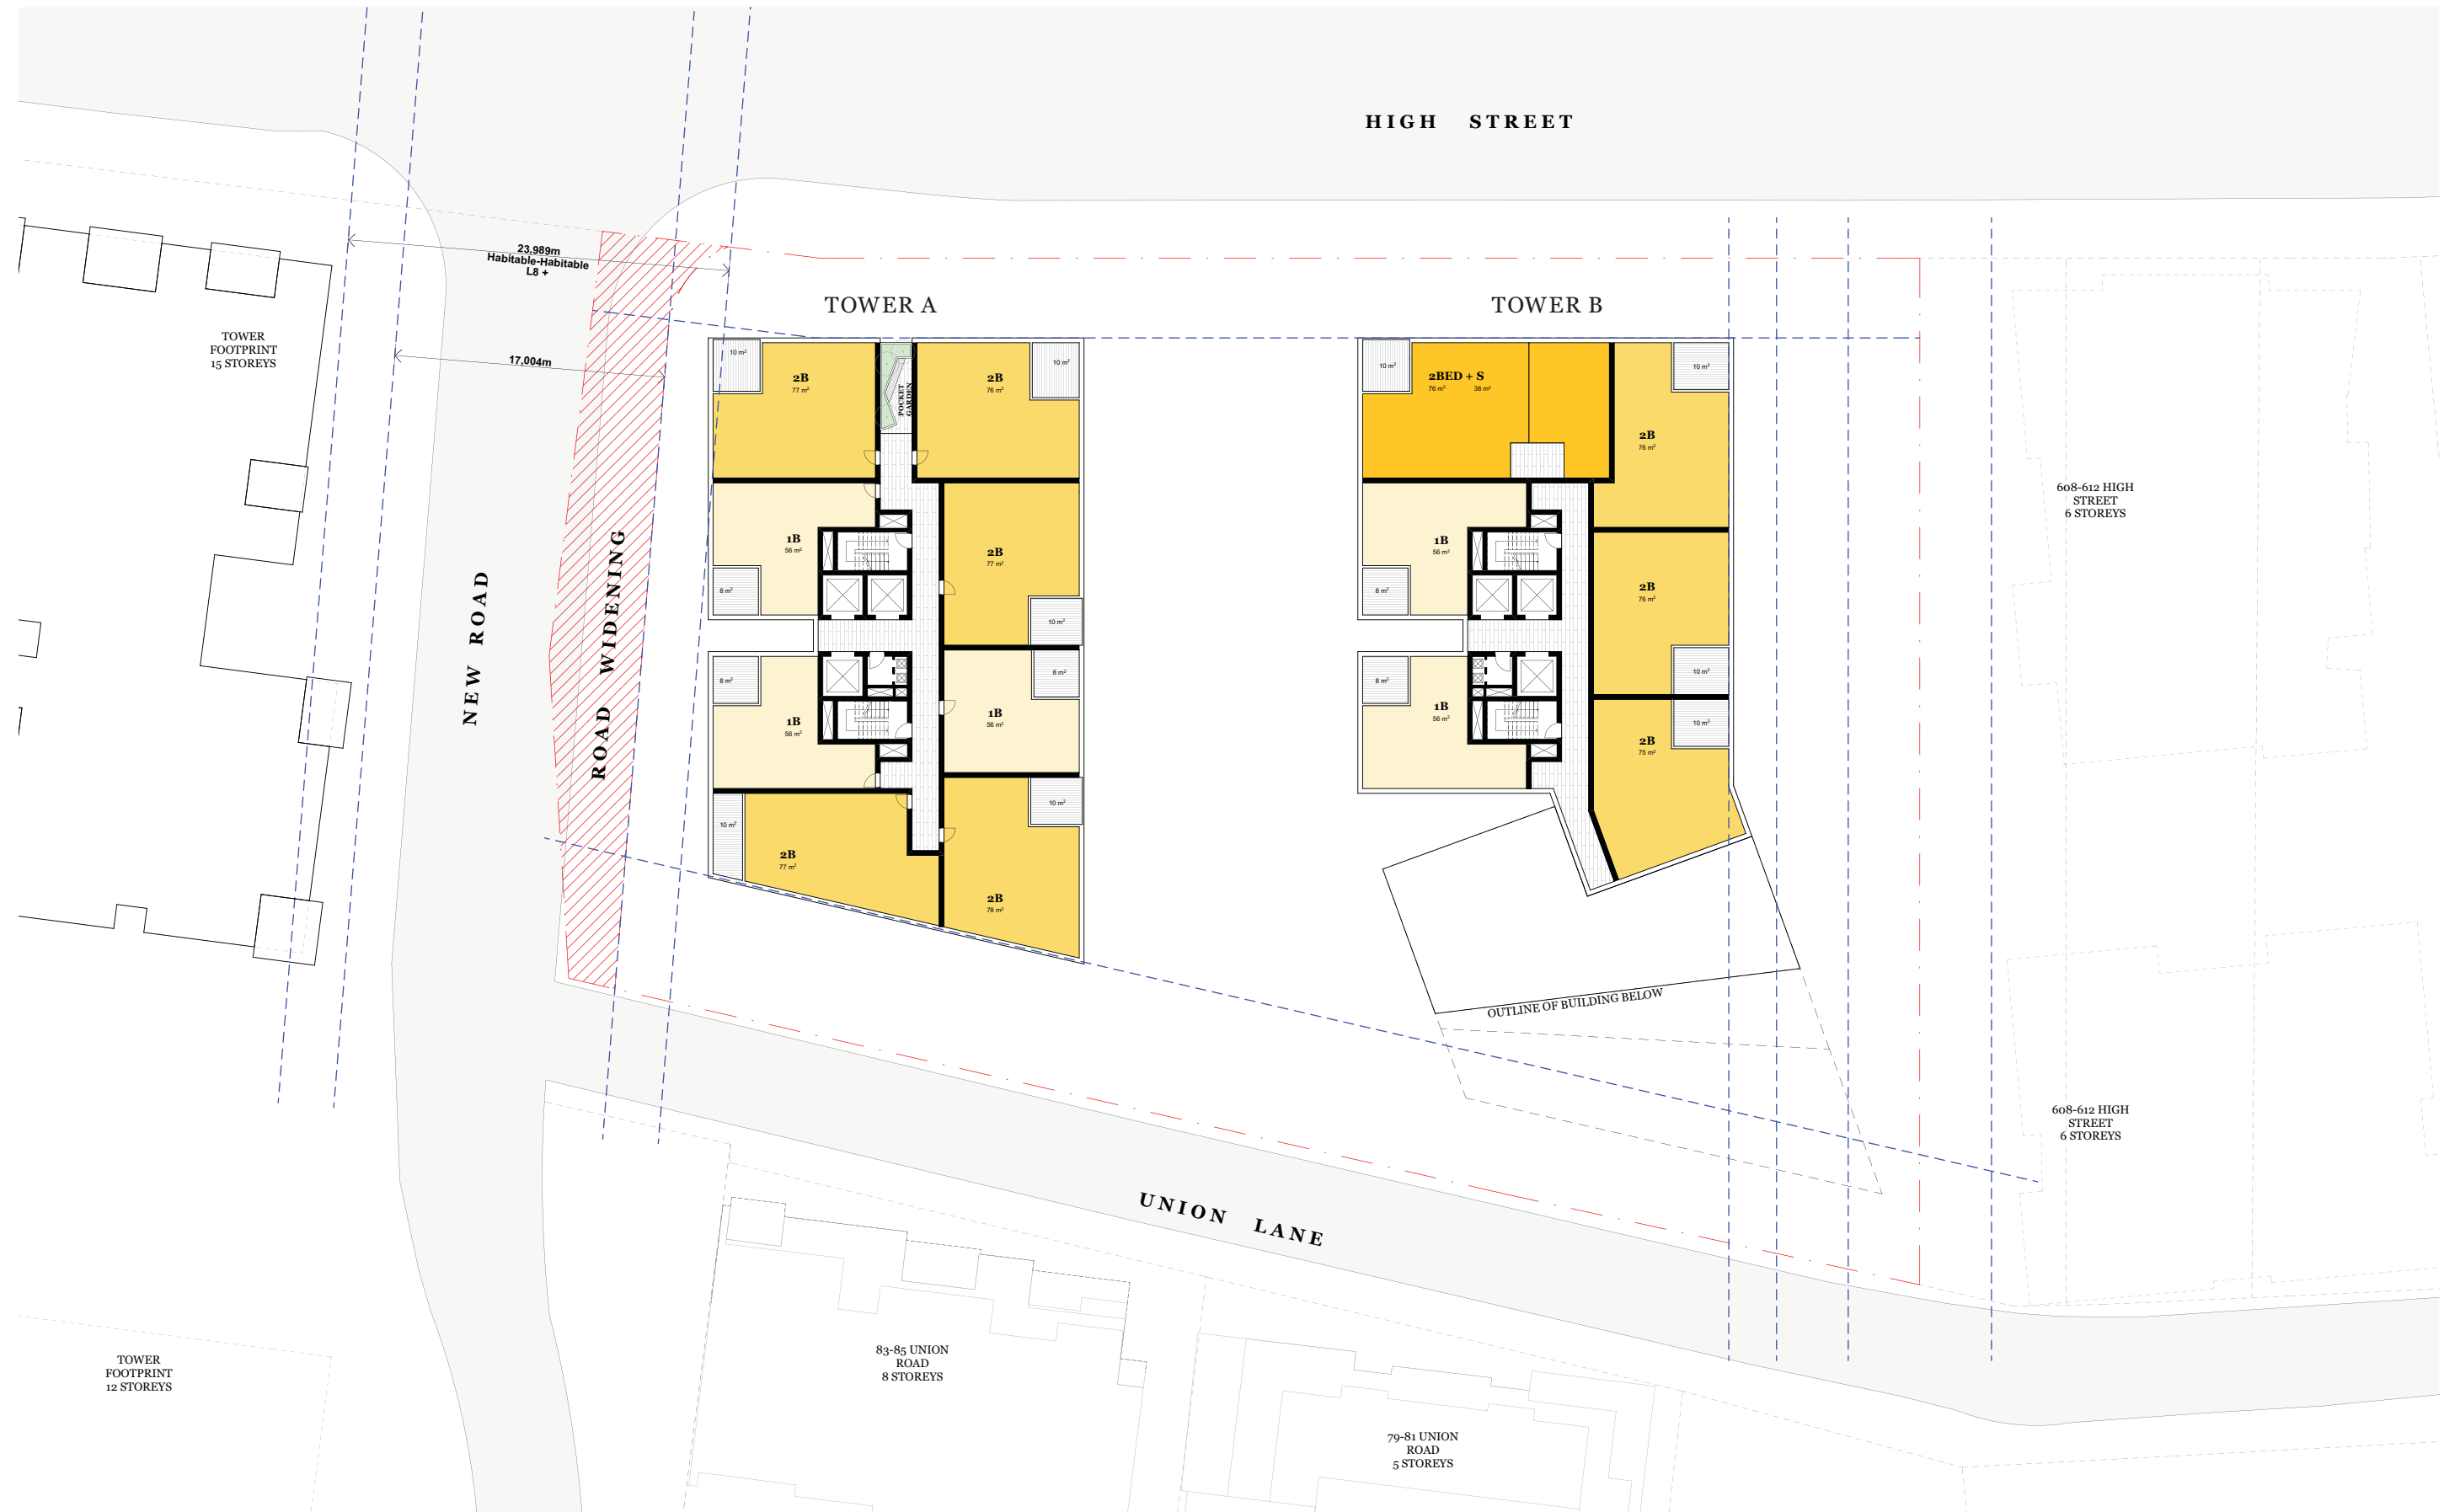 HIGH STREET
23,989m
Habitable-Habitable
L8 +
17,004m
TOWER
FOOTPRINT
15 STOREYS
NEW ROAD
ROAD WIDENING
TOWER A
10 m²
2B
77 m²
POCKET
GARDEN
2B
76 m²
10 m²
1B
56 m²
8 m²
2B
77 m²
10 m²
8 m²
1B
56 m²
8 m²
1B
56 m²
10 m²
2B
77 m²
10 m²
2B
78 m²
TOWER B
10 m²
2BED + S
76 m² 38 m²
10 m²
2B
76 m²
1B
56 m²
8 m²
2B
76 m²
10 m²
8 m²
1B
56 m²
10 m²
2B
75 m²
OUTLINE OF BUILDING BELOW
608-612 HIGH
STREET
6 STOREYS
608-612 HIGH
STREET
6 STOREYS
UNION LANE
TOWER
FOOTPRINT
12 STOREYS
83-85 UNION
ROAD
8 STOREYS
79-81 UNION
ROAD
5 STOREYS